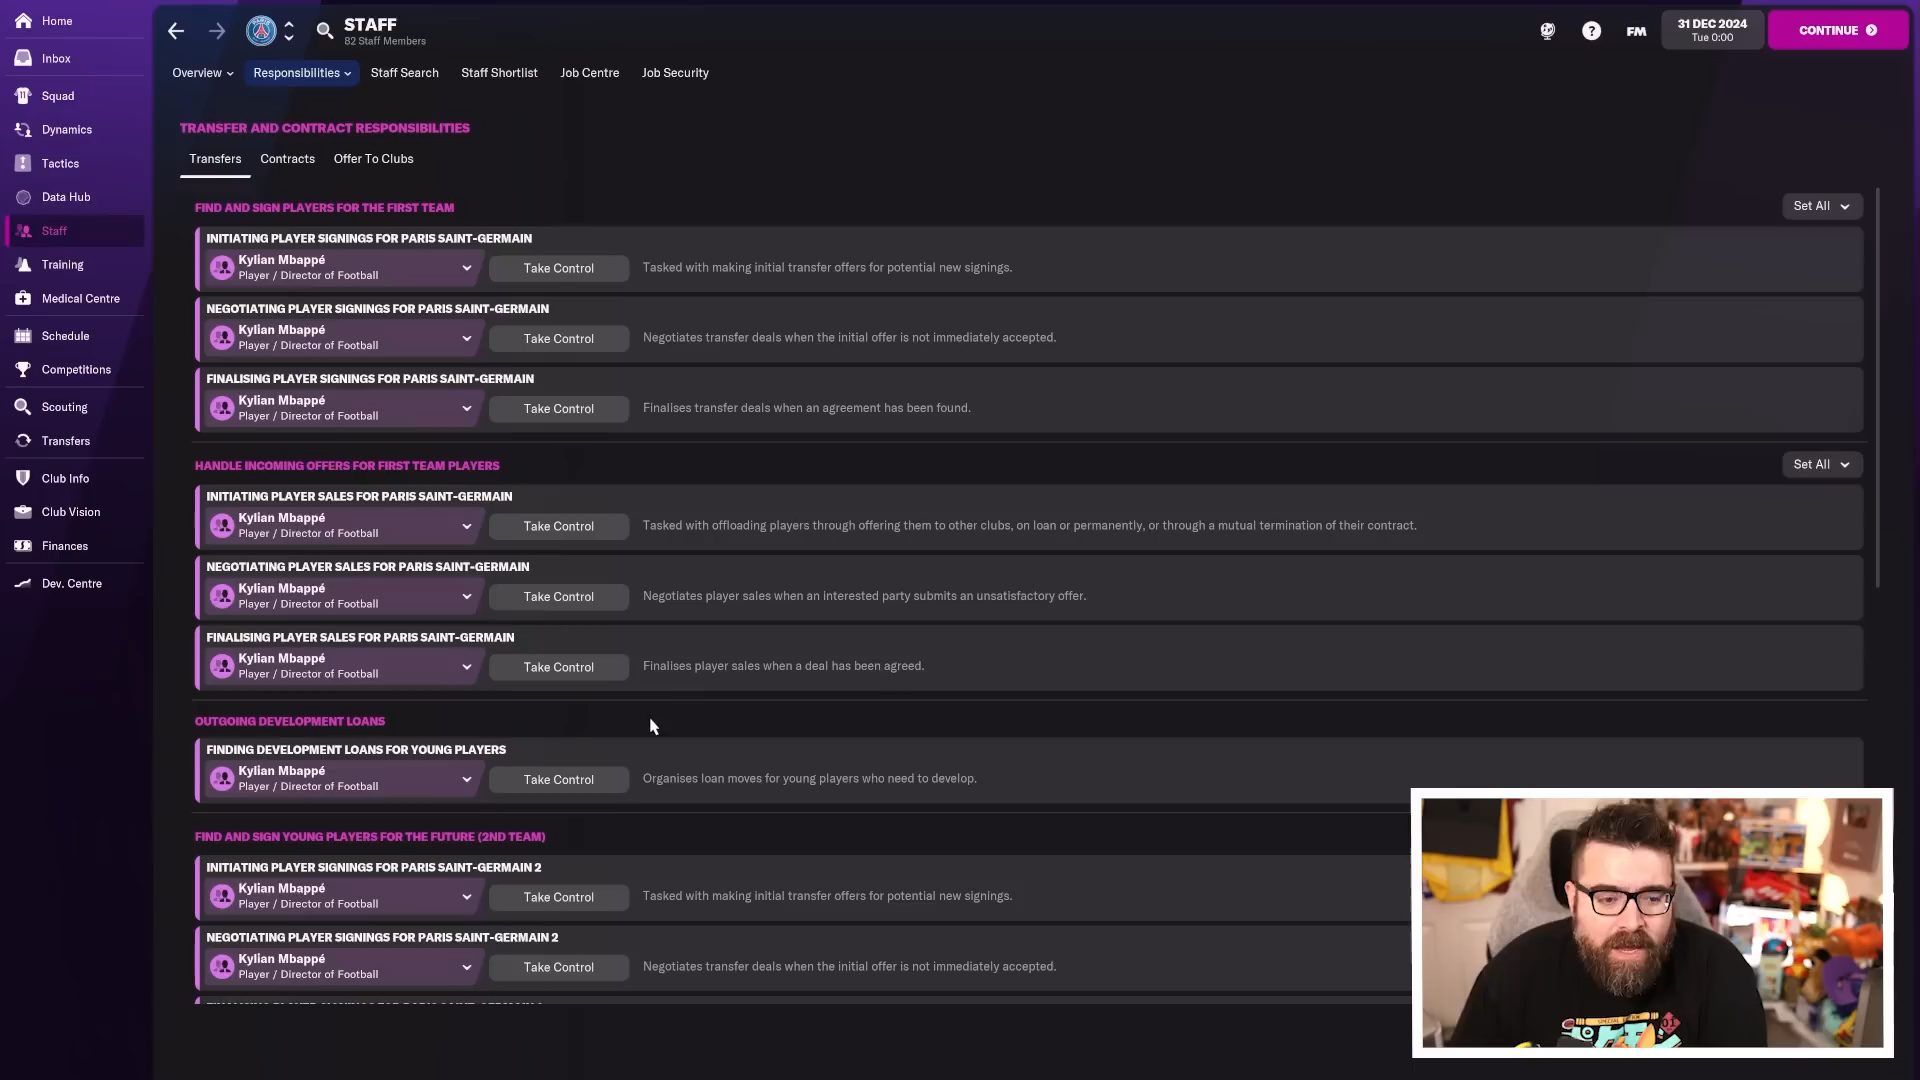 Home
Inbox
Squad
Dynamics
Tactics
Data Hub
Staff
Training
Medical Centre
Schedule
Competitions
Scouting
Transfers
Club Info
Club Vision
Finances
Dev. Centre
STAFF
82 Staff Members
FM
31 DEC 2024
Tue 0:00
CONTINUE
Overview Responsibilities Staff Search Staff Shortlist Job Centre Job Security
TRANSFER AND CONTRACT RESPONSIBILITIES
Transfers Contracts Offer To Clubs
FIND AND SIGN PLAYERS FOR THE FIRST TEAM
Set All
INITIATING PLAYER SIGNINGS FOR PARIS SAINT-GERMAIN
Kylian Mbappé
Player / Director of Football
Take Control
Tasked with making initial transfer offers for potential new signings.
NEGOTIATING PLAYER SIGNINGS FOR PARIS SAINT-GERMAIN
Kylian Mbappé
Player / Director of Football
Take Control
Negotiates transfer deals when the initial offer is not immediately accepted.
FINALISING PLAYER SIGNINGS FOR PARIS SAINT-GERMAIN
Kylian Mbappé
Player / Director of Football
Take Control
Finalises transfer deals when an agreement has been found.
HANDLE INCOMING OFFERS FOR FIRST TEAM PLAYERS
Set All
INITIATING PLAYER SALES FOR PARIS SAINT-GERMAIN
Kylian Mbappé
Player / Director of Football
Take Control
Tasked with offloading players through offering them to other clubs, on loan or permanently, or through a mutual termination of their contract.
NEGOTIATING PLAYER SALES FOR PARIS SAINT-GERMAIN
Kylian Mbappé
Player / Director of Football
Take Control
Negotiates player sales when an interested party submits an unsatisfactory offer.
FINALISING PLAYER SALES FOR PARIS SAINT-GERMAIN
Kylian Mbappé
Player / Director of Football
Take Control
Finalises player sales when a deal has been agreed.
OUTGOING DEVELOPMENT LOANS
FINDING DEVELOPMENT LOANS FOR YOUNG PLAYERS
Kylian Mbappé
Player / Director of Football
Take Control
Organises loan moves for young players who need to develop.
FIND AND SIGN YOUNG PLAYERS FOR THE FUTURE (2ND TEAM)
INITIATING PLAYER SIGNINGS FOR PARIS SAINT-GERMAIN 2
Kylian Mbappé
Player / Director of Football
Take Control
Tasked with making initial transfer offers for potential new signings.
NEGOTIATING PLAYER SIGNINGS FOR PARIS SAINT-GERMAIN 2
Kylian Mbappé
Player / Director of Football
Take Control
Negotiates transfer deals when the initial offer is not immediately accepted.